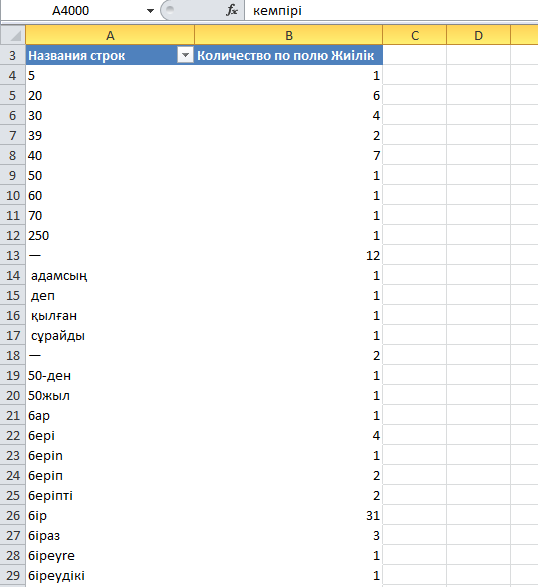 A4000 fx кемпірі
A B C D
3 Названия строк Количество по полю Жиілік
4 5 1
5 20 6
6 30 4
7 39 2
8 40 7
9 50 1
10 60 1
11 70 1
12 250 1
13 — 12
14 адамсың 1
15 деп 1
16 қылған 1
17 сұрайды 1
18 — 2
19 50-ден 1
20 50жыл 1
21 бар 1
22 бері 4
23 берin 1
24 беріп 2
25 беріпті 2
26 бір 31
27 біраз 3
28 біреуге 1
29 біреудікі 1